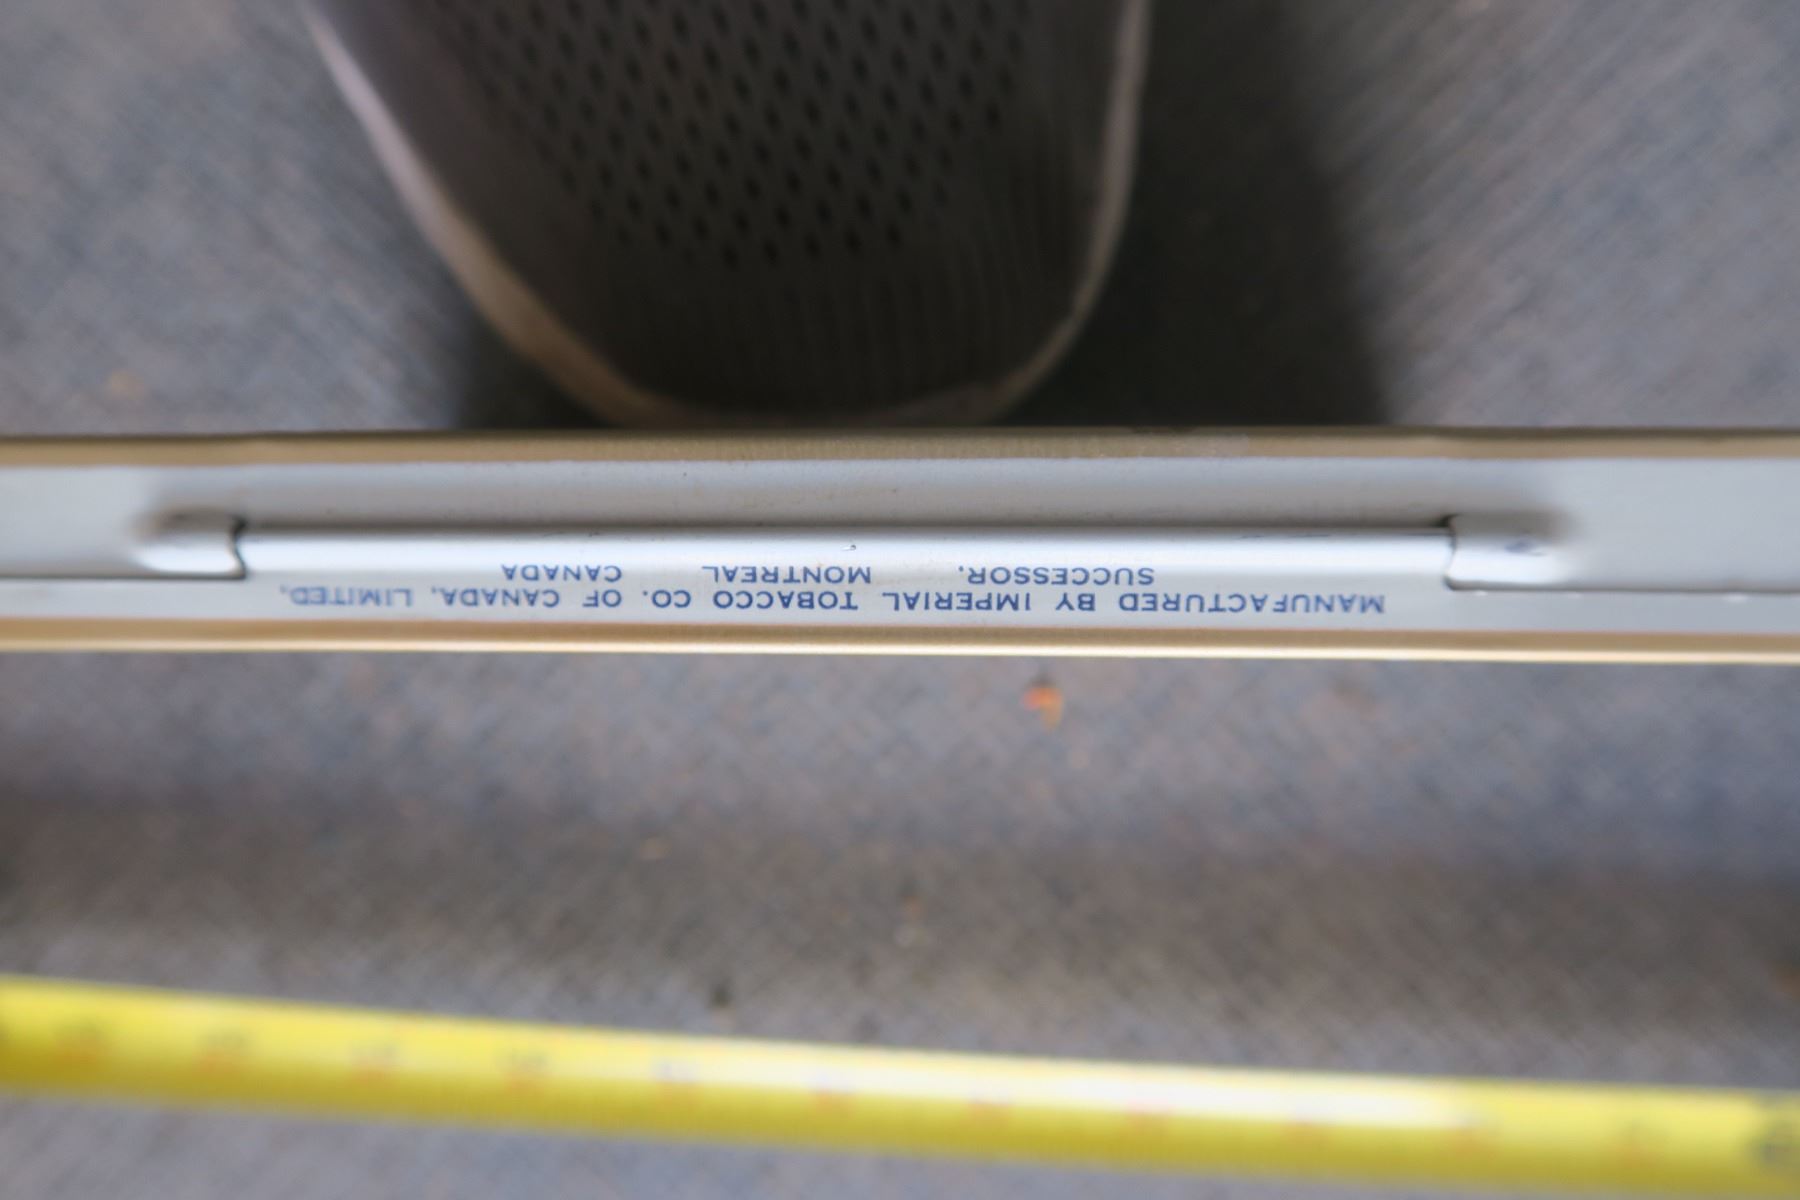 MANUFACTURED BY IMPERIAL TOBACCO CO. OF CANADA, LIMITED,
SUCCESSOR, MONTREAL CANADA